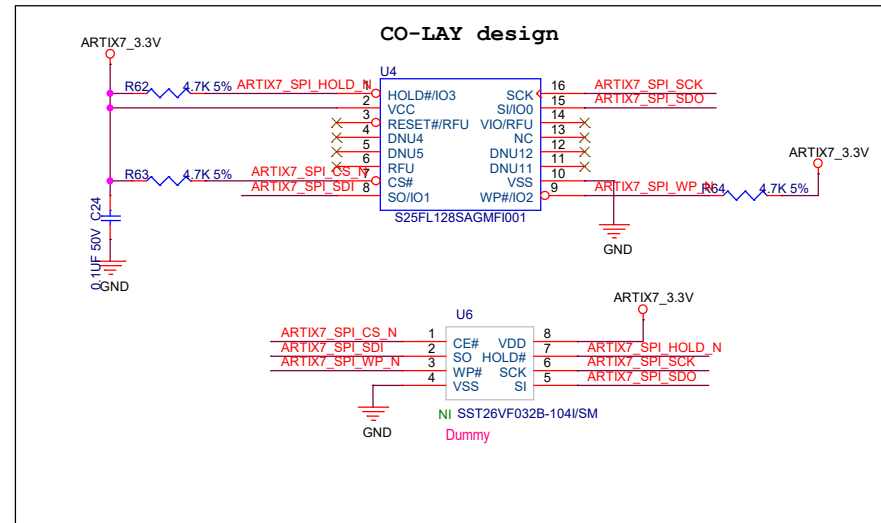 CO-LAY design
ARTIX7_3.3V
U4
R62 4.7K 5% ARTIX7_SPI_HOLD_N 1 HOLD#/IO3 SCK 16 ARTIX7_SPI_SCK
2 VCC SI/IO0 15 ARTIX7_SPI_SDO
3 RESET#/RFU VIO/RFU 14
4 DNU4 NC 13
5 DNU5 DNU12 12
6 RFU DNU11 11
ARTIX7_3.3V
R63 4.7K 5% ARTIX7_SPI_CS_N 7 CS# VSS 10
ARTIX7_SPI_SDI 8 SO/IO1 WP#/IO2 9 ARTIX7_SPI_WP_N R64 4.7K 5%
S25FL128SAGMFI001
0.1UF 50V C24
GND
GND
ARTIX7_3.3V
U6
ARTIX7_SPI_CS_N 1 CE# VDD 8
ARTIX7_SPI_SDI 2 SO HOLD# 7 ARTIX7_SPI_HOLD_N
ARTIX7_SPI_WP_N 3 WP# SCK 6 ARTIX7_SPI_SCK
4 VSS SI 5 ARTIX7_SPI_SDO
NI SST26VF032B-104I/SM
GND
Dummy